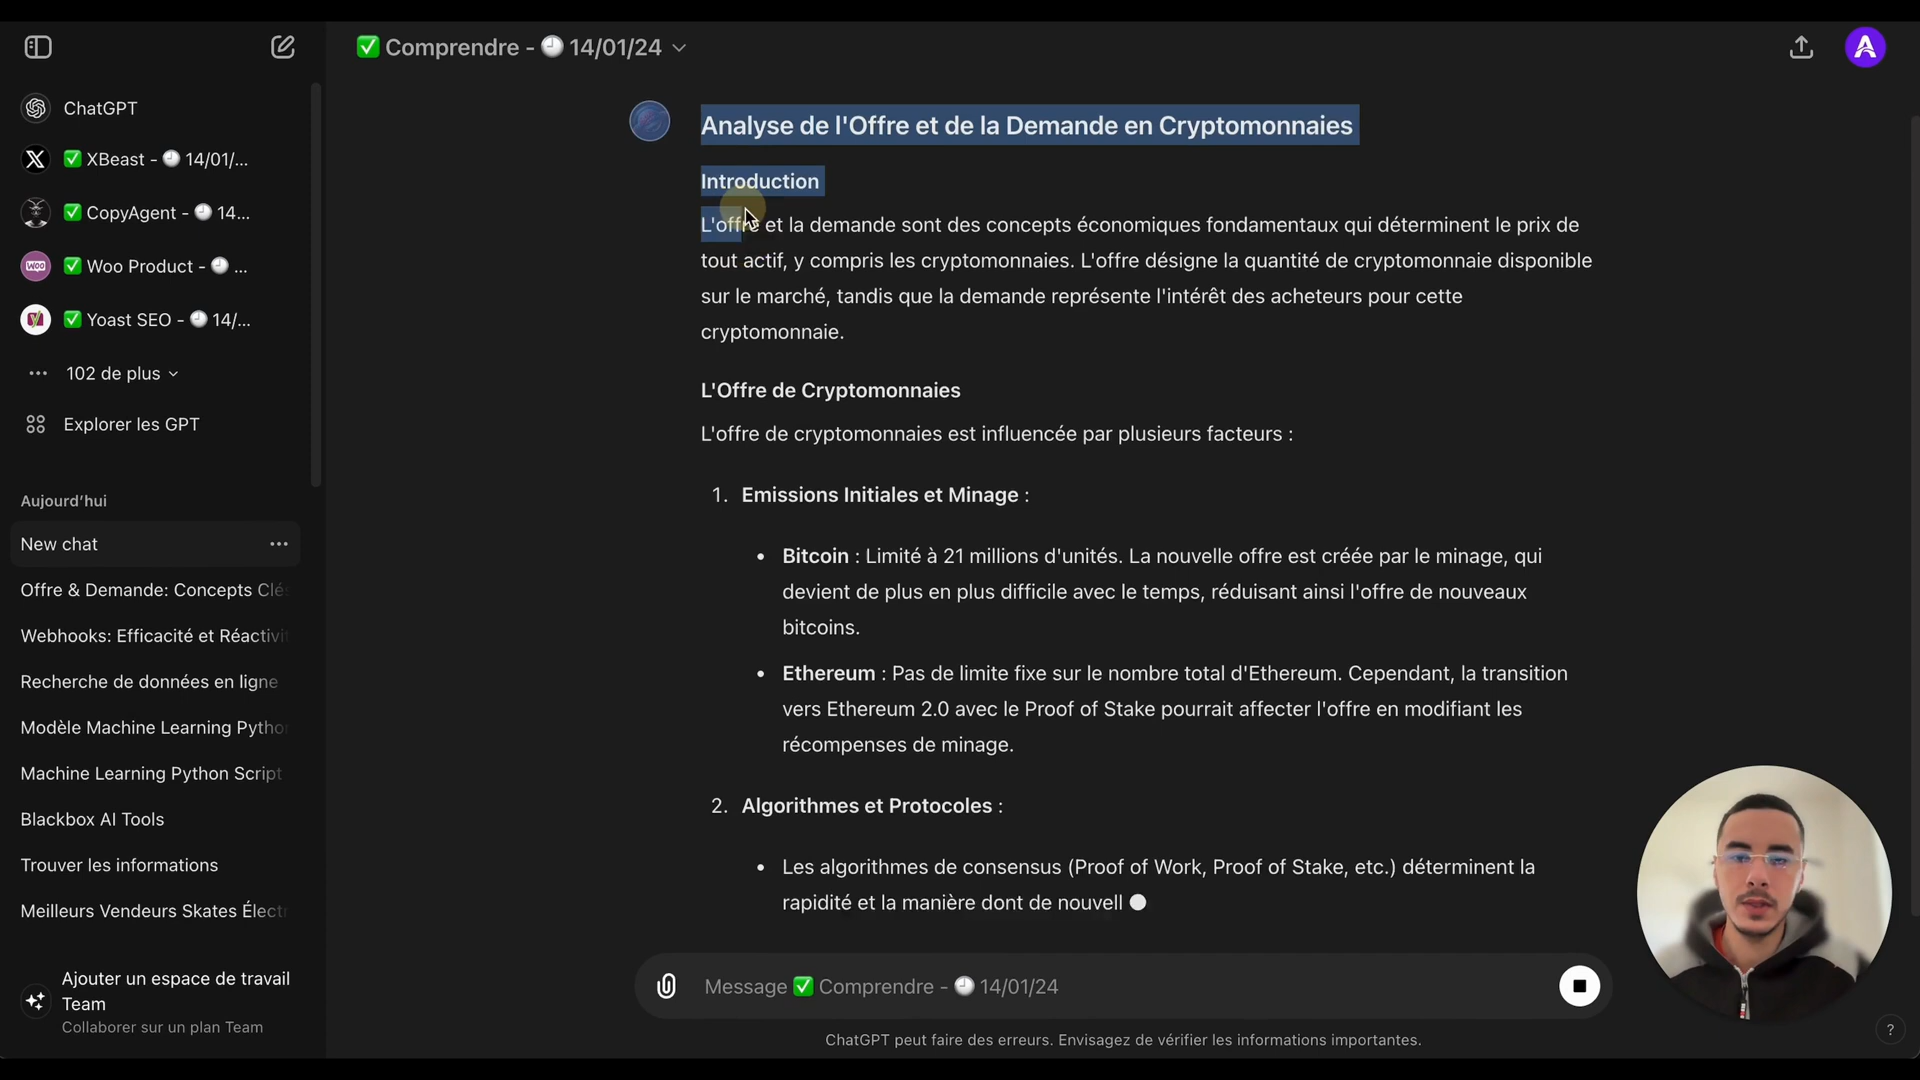 ✅ Comprendre - 🕘 14/01/24
A
ChatGPT
✅ XBeast - 🕘 14/01/...
✅ CopyAgent - 🕘 14...
✅ Woo Product - 🕘 ...
✅ Yoast SEO - 🕘 14/...
102 de plus
Explorer les GPT
Aujourd'hui
New chat
Offre & Demande: Concepts Clé
Webhooks: Efficacité et Réactivi
Recherche de données en ligne
Modèle Machine Learning Pytho
Machine Learning Python Script
Blackbox AI Tools
Trouver les informations
Meilleurs Vendeurs Skates Élect
Ajouter un espace de travail
Team
Collaborer sur un plan Team
Analyse de l'Offre et de la Demande en Cryptomonnaies
Introduction
L'offre et la demande sont des concepts économiques fondamentaux qui déterminent le prix de
tout actif, y compris les cryptomonnaies. L'offre désigne la quantité de cryptomonnaie disponible
sur le marché, tandis que la demande représente l'intérêt des acheteurs pour cette
cryptomonnaie.
L'Offre de Cryptomonnaies
L'offre de cryptomonnaies est influencée par plusieurs facteurs :
1. Emissions Initiales et Minage :
• Bitcoin : Limité à 21 millions d'unités. La nouvelle offre est créée par le minage, qui
devient de plus en plus difficile avec le temps, réduisant ainsi l'offre de nouveaux
bitcoins.
• Ethereum : Pas de limite fixe sur le nombre total d'Ethereum. Cependant, la transition
vers Ethereum 2.0 avec le Proof of Stake pourrait affecter l'offre en modifiant les
récompenses de minage.
2. Algorithmes et Protocoles :
• Les algorithmes de consensus (Proof of Work, Proof of Stake, etc.) déterminent la
rapidité et la manière dont de nouvell
Message ✅ Comprendre - 🕘 14/01/24
ChatGPT peut faire des erreurs. Envisagez de vérifier les informations importantes.
?